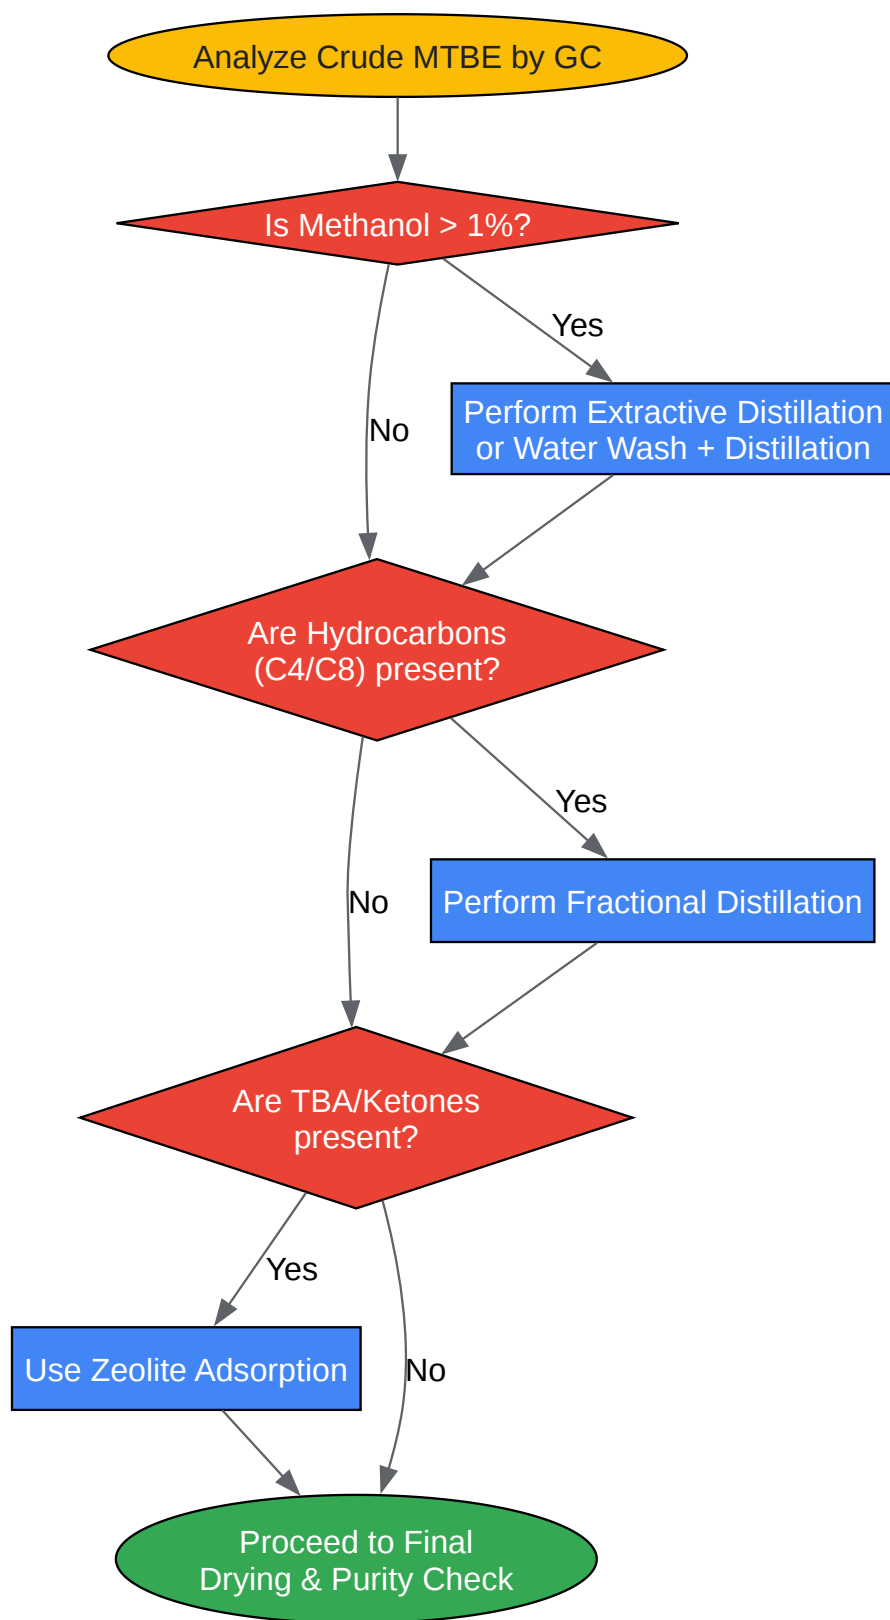 Analyze Crude MTBE by GC
Is Methanol > 1%?
Yes
Perform Extractive Distillation
or Water Wash + Distillation
No
Are Hydrocarbons
(C4/C8) present?
Yes
Perform Fractional Distillation
No
Are TBA/Ketones
present?
Yes
Use Zeolite Adsorption
No
Proceed to Final
Drying & Purity Check